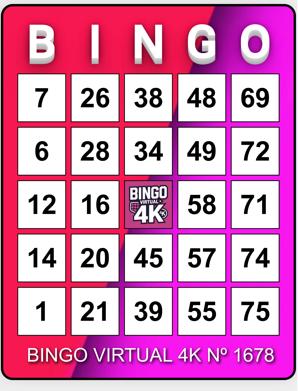 B I N G O
7 26 38 48 69
6 28 34 49 72
12 16 BINGO VIRTUAL 4K 58 71
14 20 45 57 74
1 21 39 55 75
BINGO VIRTUAL 4K Nº 1678